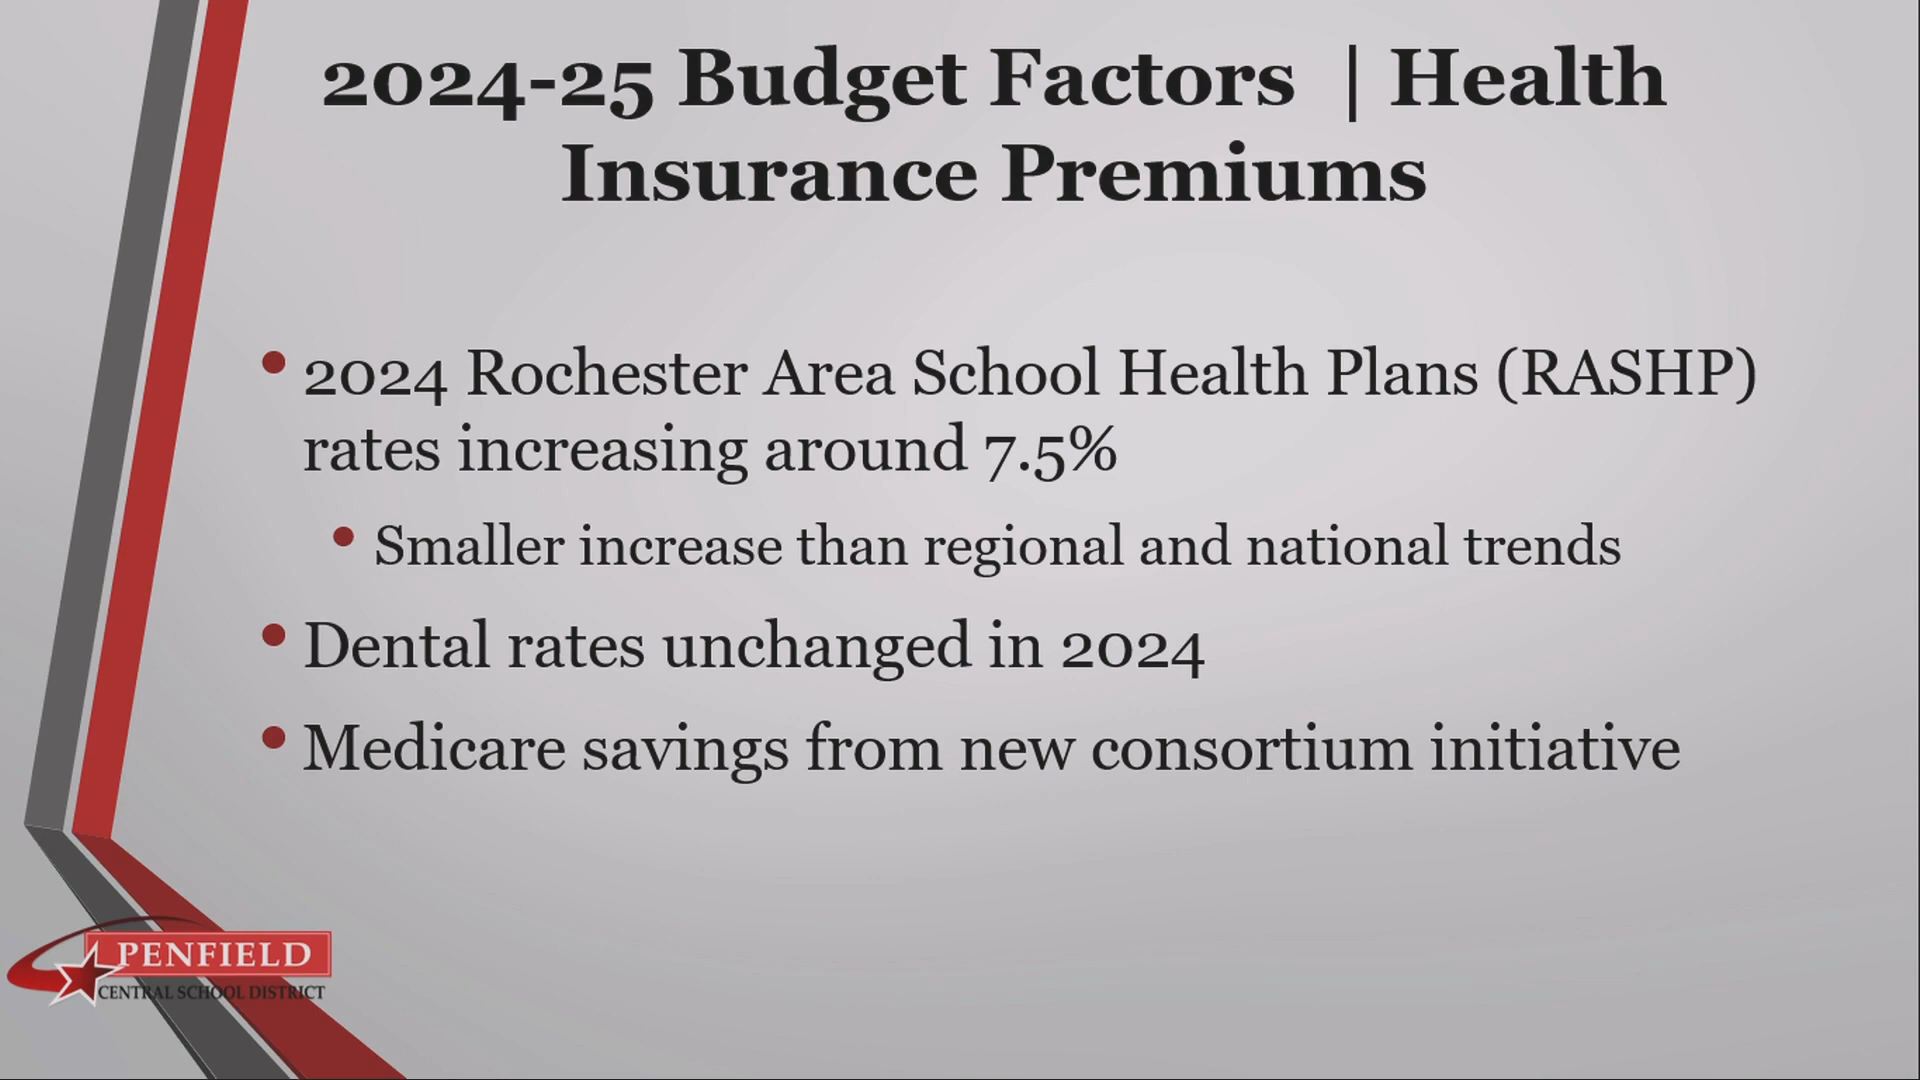 2024-25 Budget Factors | Health
Insurance Premiums
• 2024 Rochester Area School Health Plans (RASHP)
rates increasing around 7.5%
• Smaller increase than regional and national trends
• Dental rates unchanged in 2024
• Medicare savings from new consortium initiative
PENFIELD
CENTRAL SCHOOL DISTRICT